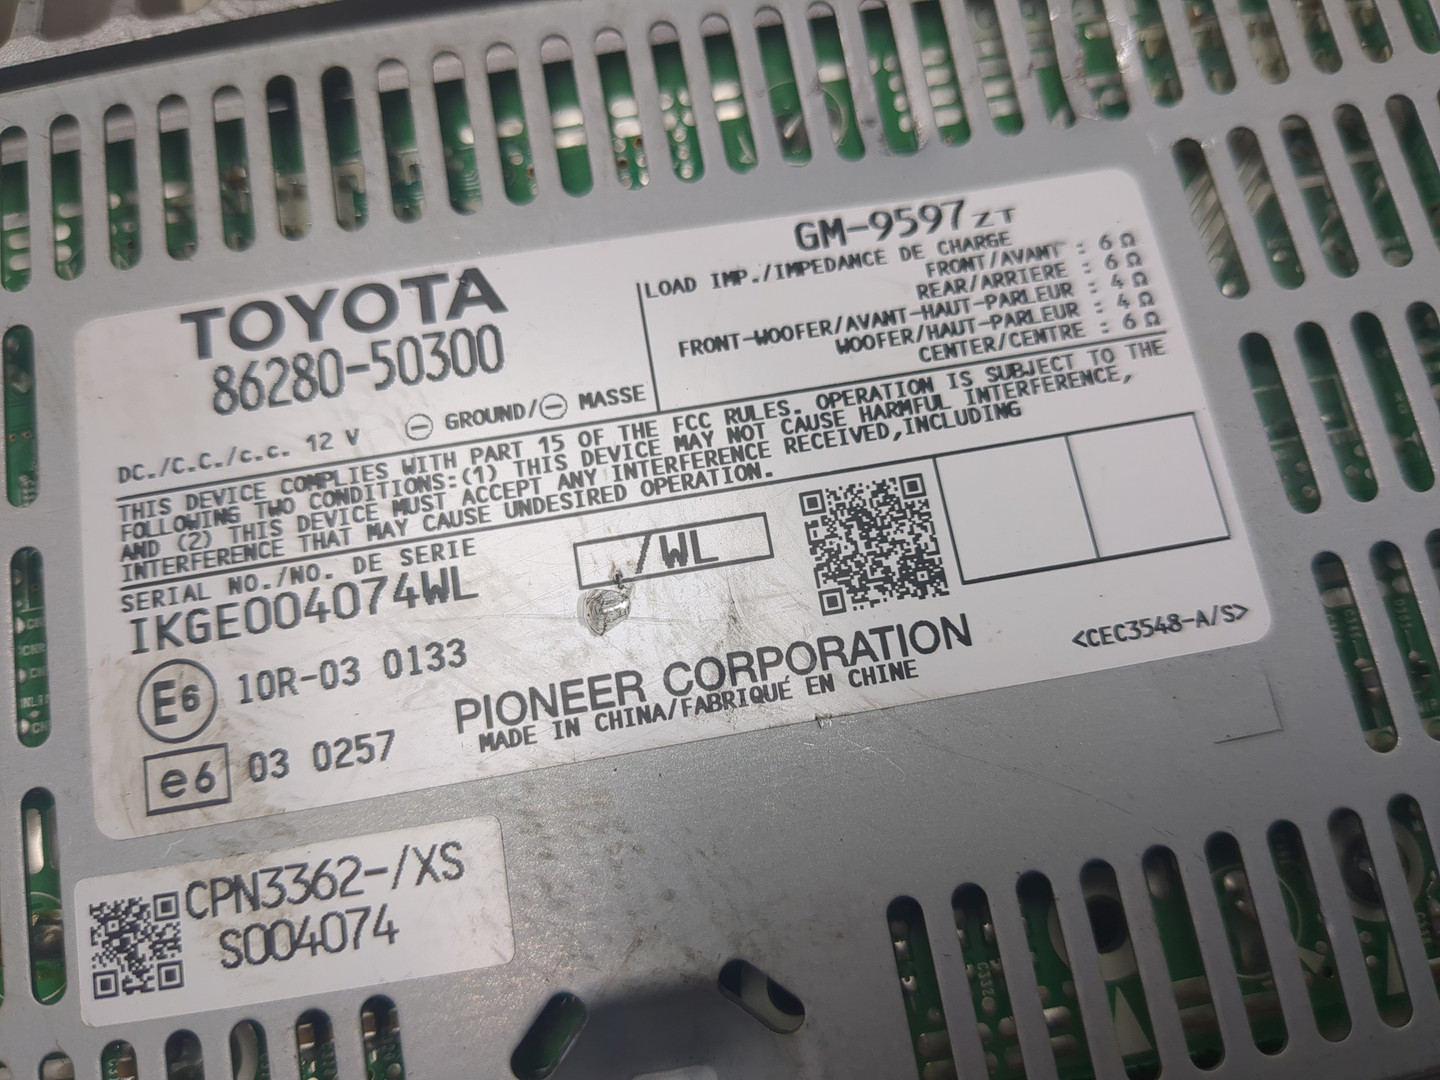 TOYOTA
86280-50300
DC./C.C./c.c. 12 V ⊖ GROUND/⊖ MASSE
GM-9597ZT
LOAD IMP./IMPEDANCE DE CHARGE
FRONT/AVANT : 6 Ω
REAR/ARRIERE : 6 Ω
FRONT-WOOFER/AVANT-HAUT-PARLEUR : 4 Ω
WOOFER/HAUT-PARLEUR : 4 Ω
CENTER/CENTRE : 6 Ω
THIS DEVICE COMPLIES WITH PART 15 OF THE FCC RULES. OPERATION IS SUBJECT TO THE
FOLLOWING TWO CONDITIONS:(1) THIS DEVICE MAY NOT CAUSE HARMFUL INTERFERENCE,
AND (2) THIS DEVICE MUST ACCEPT ANY INTERFERENCE RECEIVED,INCLUDING
INTERFERENCE THAT MAY CAUSE UNDESIRED OPERATION.
SERIAL NO./NO. DE SERIE
IKGE004074WL
/WL
E6 10R-03 0133
e6 03 0257
PIONEER CORPORATION
MADE IN CHINA/FABRIQUÉ EN CHINE
<CEC3548-A/S>
CPN3362-/XS
S004074